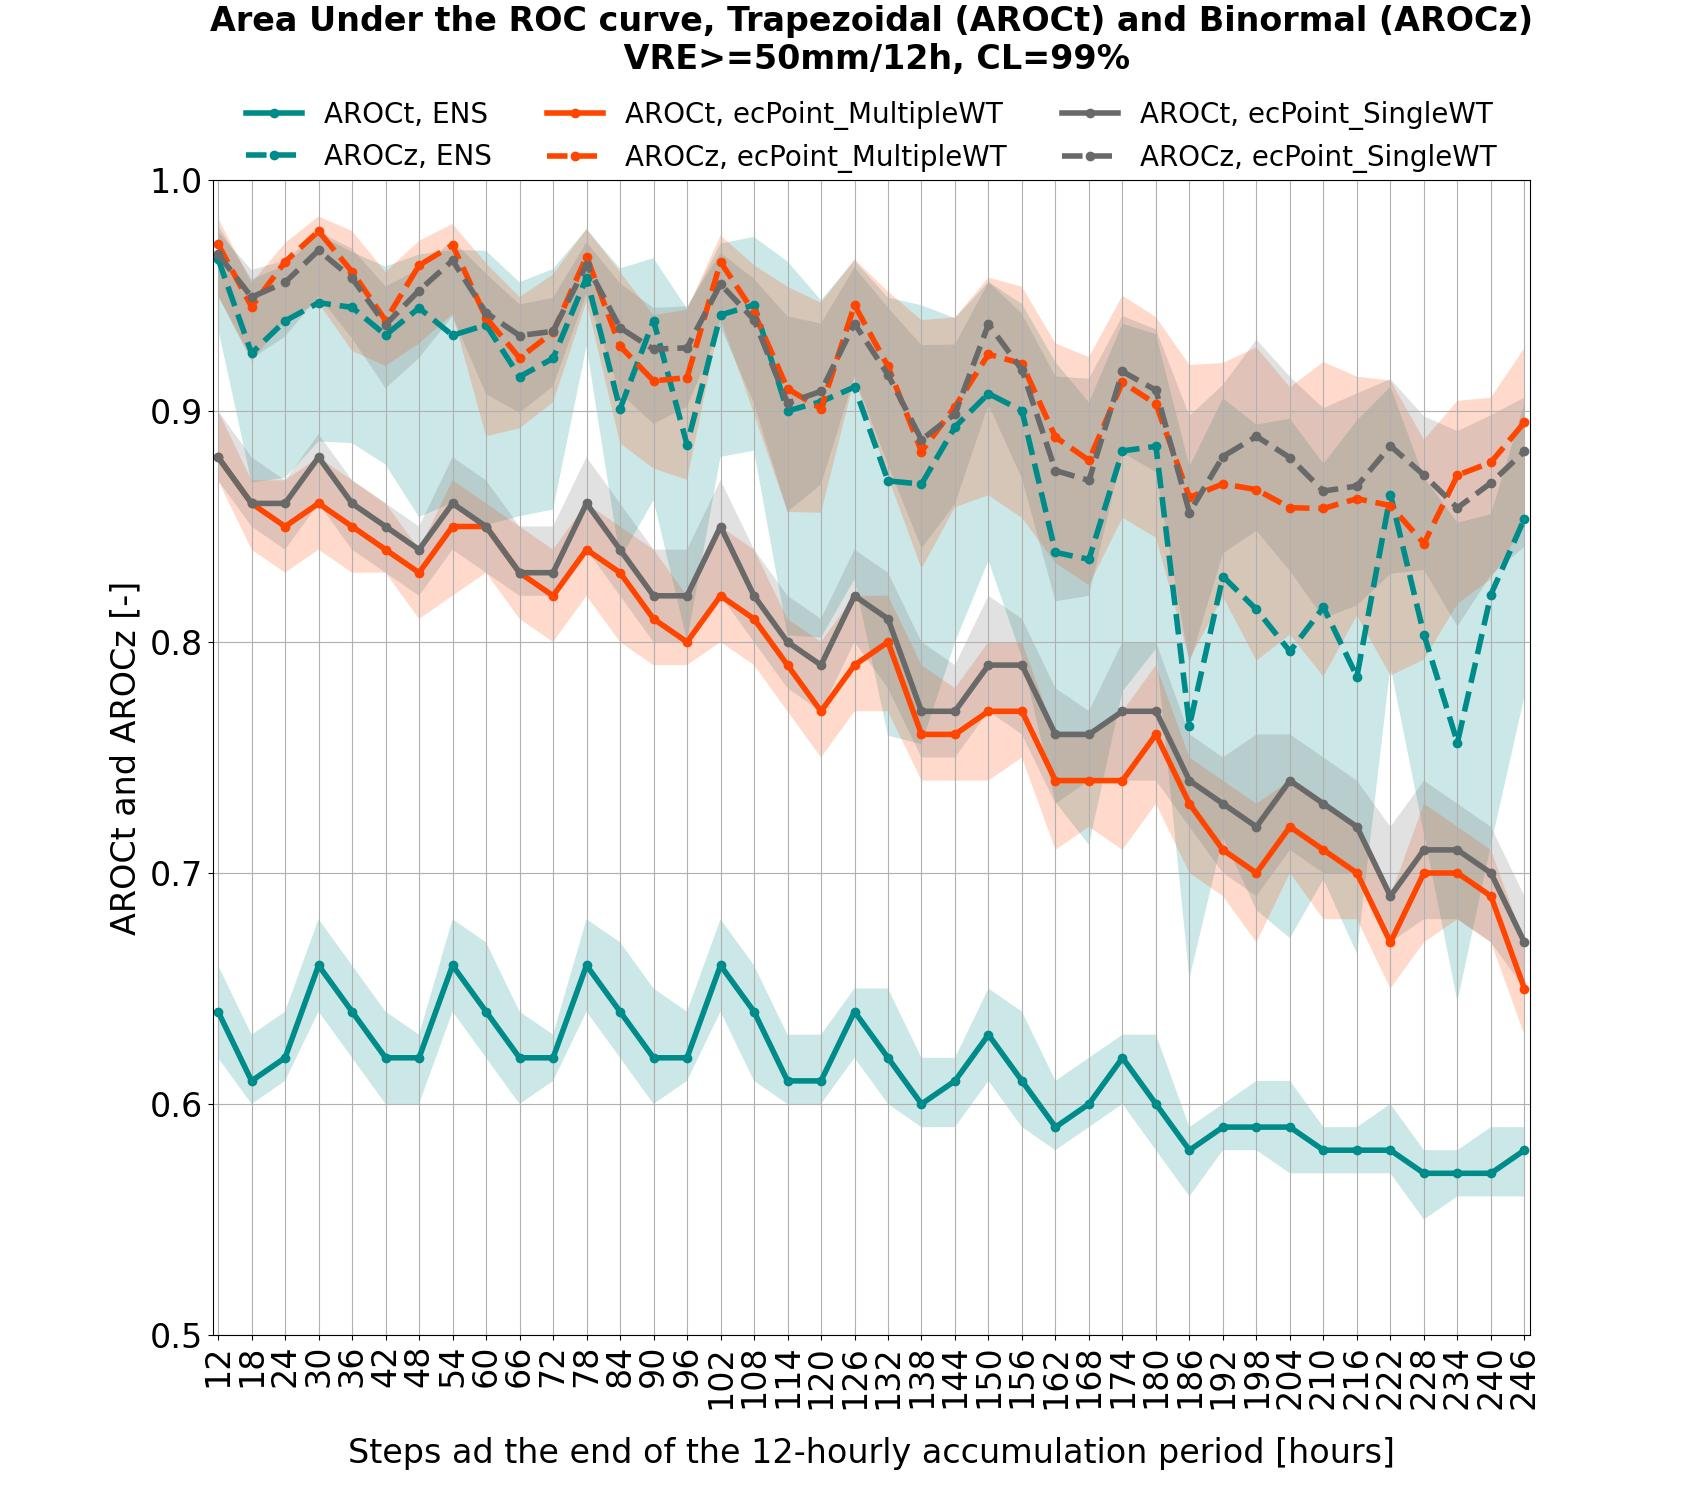 Area Under the ROC curve, Trapezoidal (AROCt) and Binormal (AROCz)
VRE>=50mm/12h, CL=99%
AROCt, ENS
AROCz, ENS
AROCt, ecPoint_MultipleWT
AROCz, ecPoint_MultipleWT
AROCt, ecPoint_SingleWT
AROCz, ecPoint_SingleWT
AROCt and AROCz [-]
1.0
0.9
0.8
0.7
0.6
0.5
12 18 24 30 36 42 48 54 60 66 72 78 84 90 96 102 108 114 120 126 132 138 144 150 156 162 168 174 180 186 192 198 204 210 216 222 228 234 240 246
Steps ad the end of the 12-hourly accumulation period [hours]